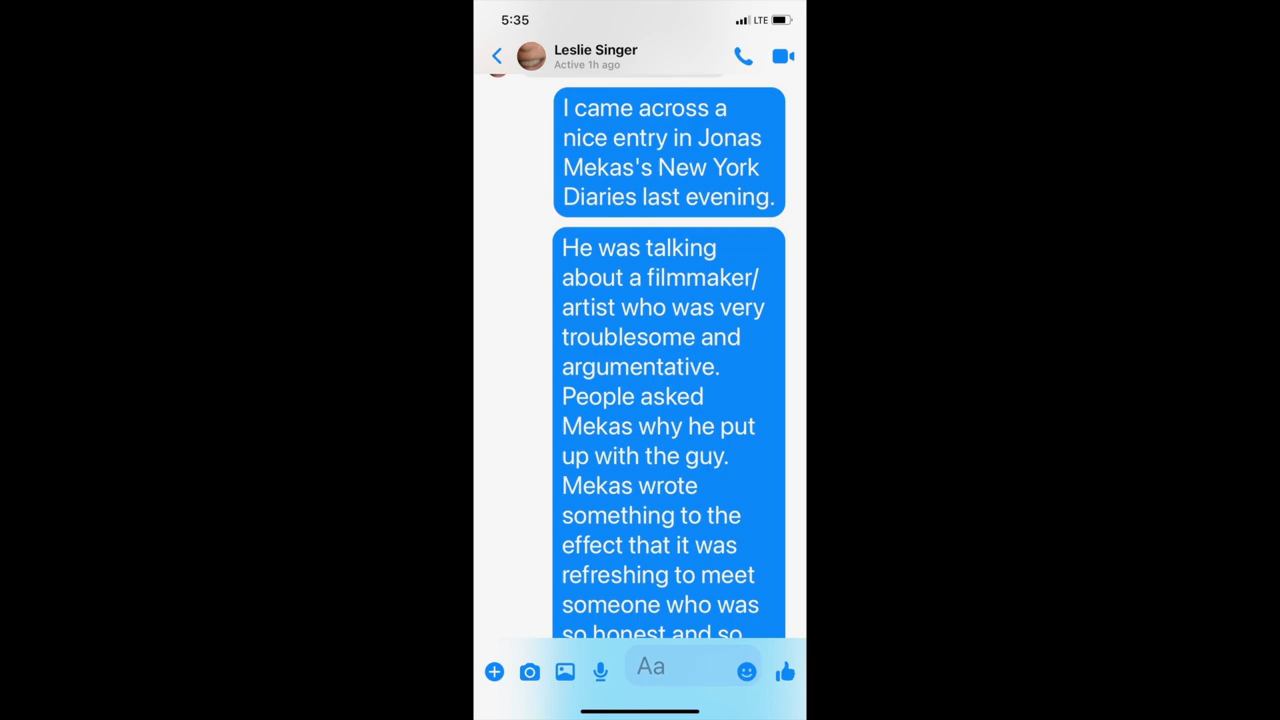 5:35
LTE
Leslie Singer
Active 1h ago
I came across a
nice entry in Jonas
Mekas's New York
Diaries last evening.
He was talking
about a filmmaker/
artist who was very
troublesome and
argumentative.
People asked
Mekas why he put
up with the guy.
Mekas wrote
something to the
effect that it was
refreshing to meet
someone who was
so honest and so
Aa